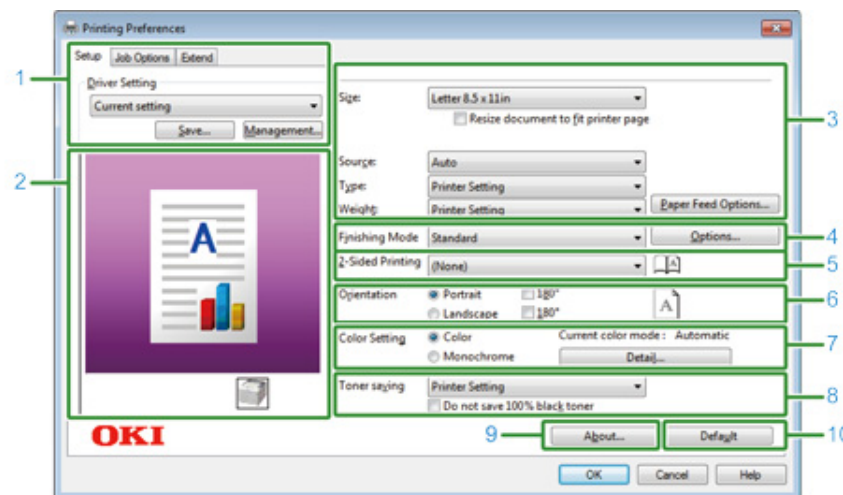 Printing Preferences
Setup Job Options Extend
1
Driver Setting
Current setting
Save... Management...
2
A
Size: Letter 8.5 x 11in
Resize document to fit printer page
3
Source: Auto
Type: Printer Setting
Weight: Printer Setting Paper Feed Options...
Finishing Mode Standard Options... 4
2-Sided Printing (None) A 5
Orientation Portrait 180°
Landscape 180° A 6
Color Setting Color Current color mode : Automatic
Monochrome Detail... 7
Toner saving Printer Setting
Do not save 100% black toner 8
OKI 9 About... Default 10
OK Cancel Help